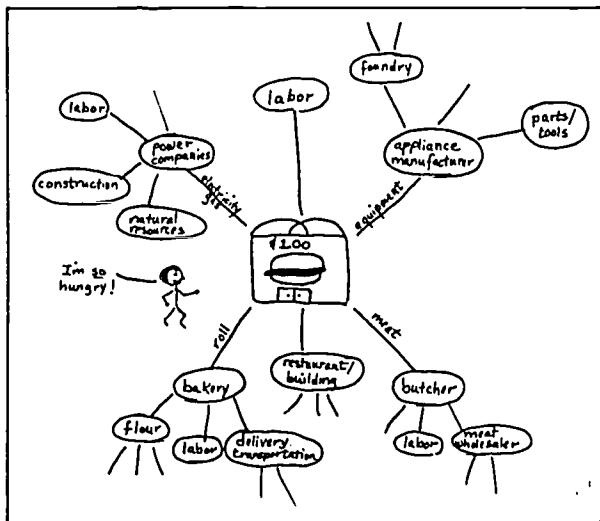 foundry
labor
labor
parts/
tools
power
companies
appliance
manufacturer
construction
natural
resources
gas
equipment
$1.00
I'm so
hungry!
roll
meat
restaurant/
building
bakery
butcher
flour
labor
delivery
transportation
labor
meat
wholesaler